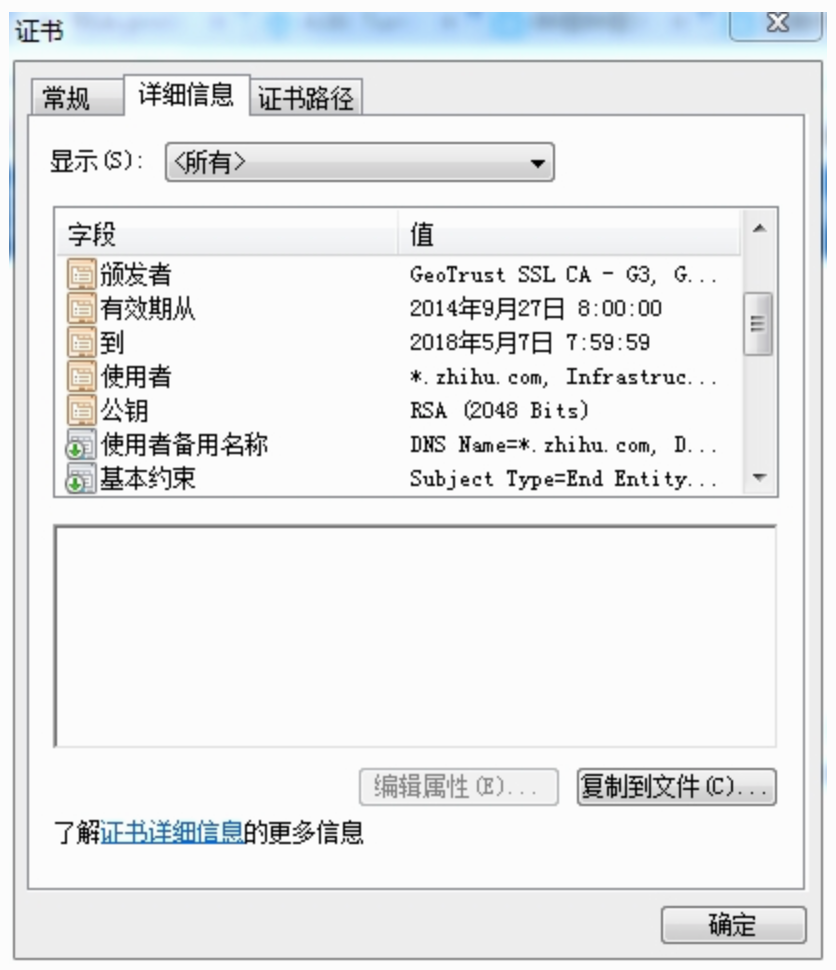 证书
常规 详细信息 证书路径
显示(S): <所有>
字段 值
颁发者 GeoTrust SSL CA - G3, G...
有效期从 2014年9月27日 8:00:00
到 2018年5月7日 7:59:59
使用者 *.zhihu.com, Infrastruc...
公钥 RSA (2048 Bits)
使用者备用名称 DNS Name=*.zhihu.com, D...
基本约束 Subject Type=End Entity...
编辑属性(E)... 复制到文件(C)...
了解证书详细信息的更多信息
确定